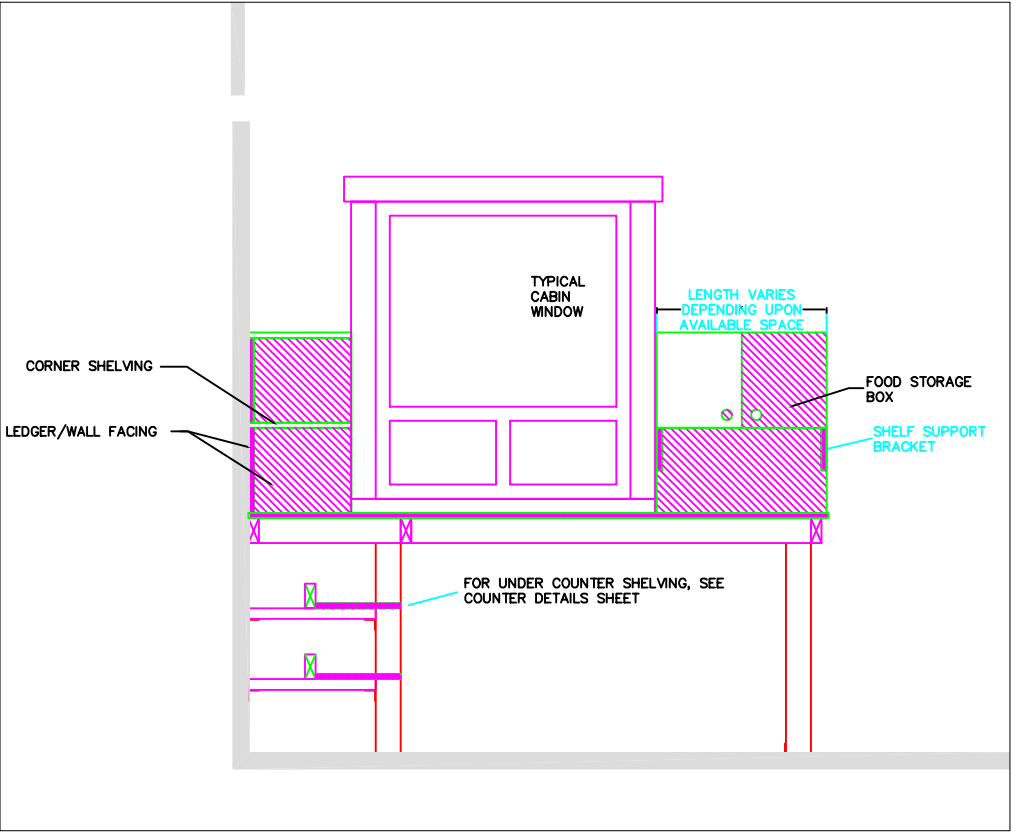 TYPICAL
CABIN
WINDOW
LENGTH VARIES
DEPENDING UPON
AVAILABLE SPACE
CORNER SHELVING
LEDGER/WALL FACING
FOOD STORAGE
BOX
SHELF SUPPORT
BRACKET
FOR UNDER COUNTER SHELVING, SEE
COUNTER DETAILS SHEET